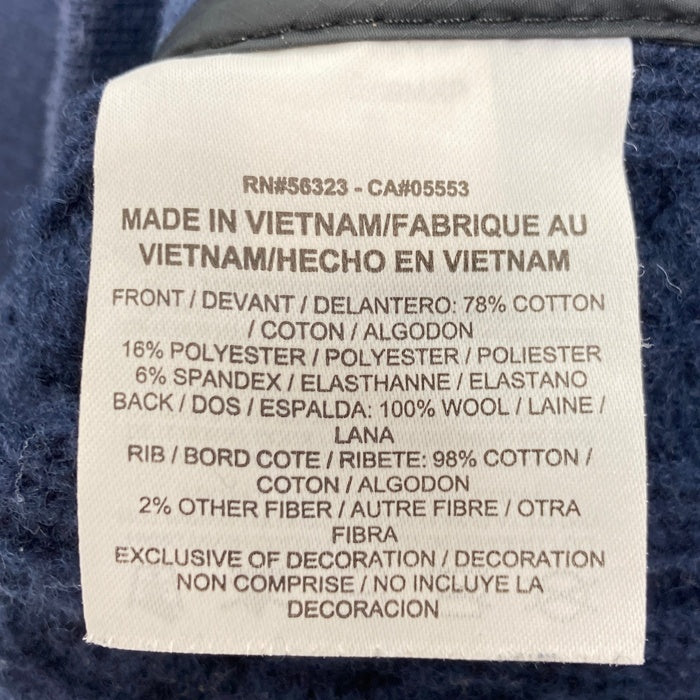 RN#56323 - CA#05553
MADE IN VIETNAM/FABRIQUE AU
VIETNAM/HECHO EN VIETNAM
FRONT / DEVANT / DELANTERO: 78% COTTON
/ COTON / ALGODON
16% POLYESTER / POLYESTER / POLIESTER
6% SPANDEX / ELASTHANNE / ELASTANO
BACK / DOS / ESPALDA: 100% WOOL / LAINE /
LANA
RIB / BORD COTE / RIBETE: 98% COTTON /
COTON / ALGODON
2% OTHER FIBER / AUTRE FIBRE / OTRA
FIBRA
EXCLUSIVE OF DECORATION / DECORATION
NON COMPRISE / NO INCLUYE LA
DECORACION